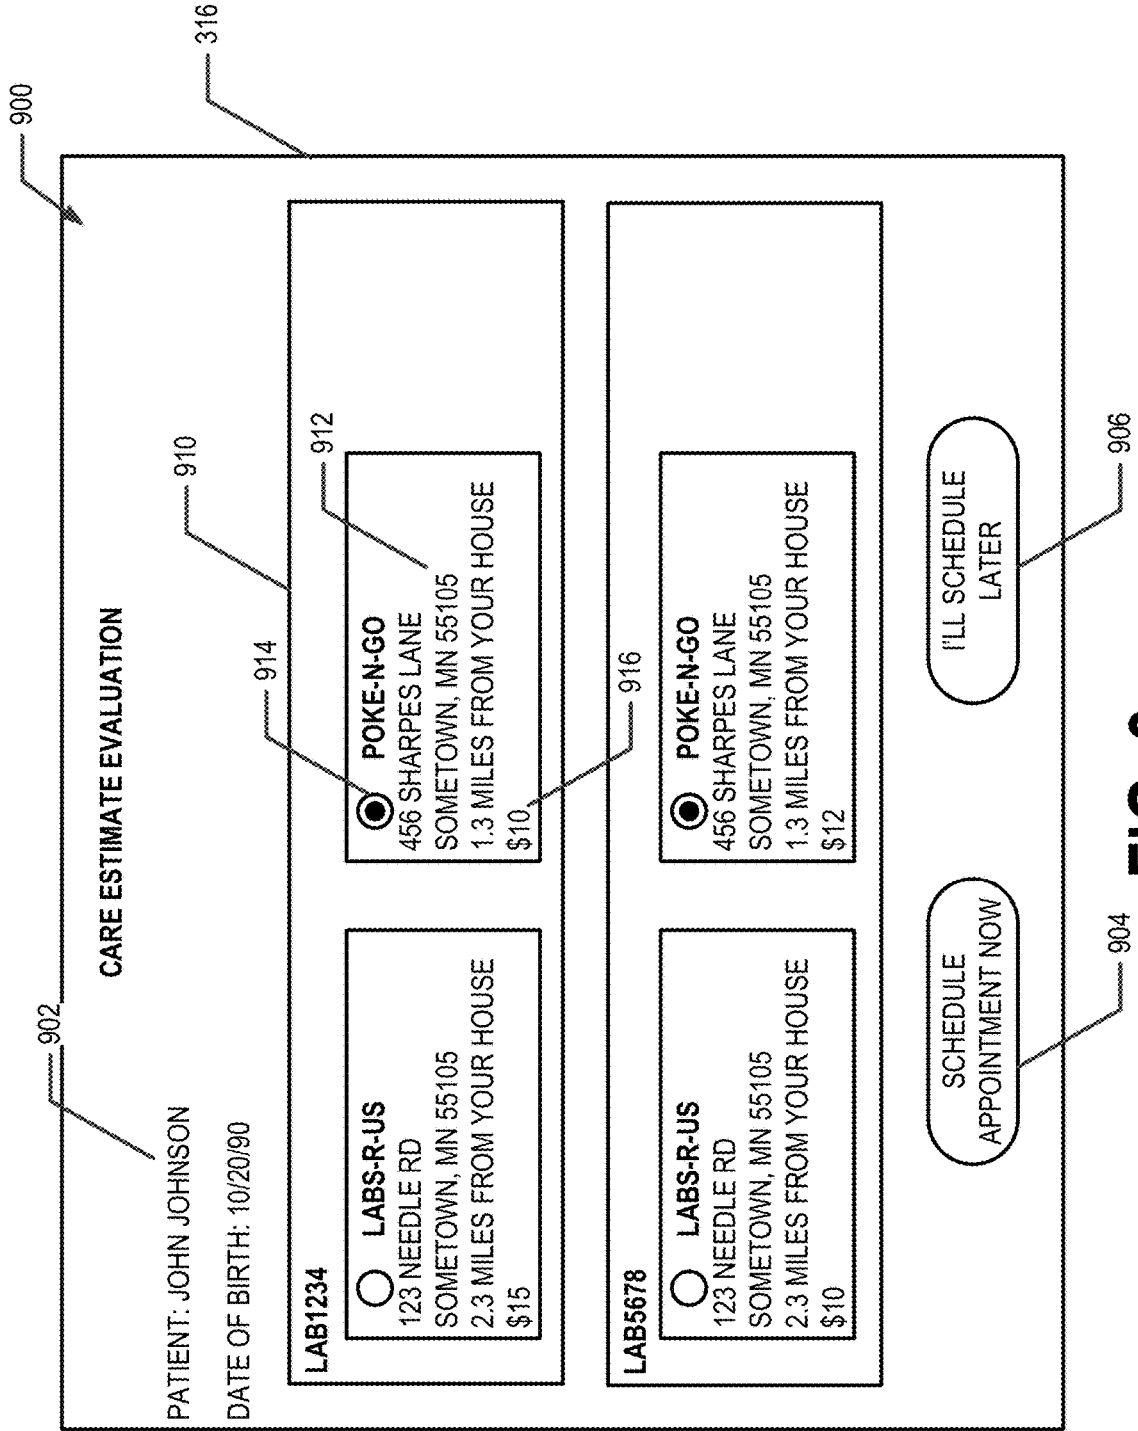 900
316
902
CARE ESTIMATE EVALUATION
PATIENT: JOHN JOHNSON
DATE OF BIRTH: 10/20/90
910
914
912
LAB1234
LABS-R-US
123 NEEDLE RD
SOMETOWN, MN 55105
2.3 MILES FROM YOUR HOUSE
$15
POKE-N-GO
456 SHARPES LANE
SOMETOWN, MN 55105
1.3 MILES FROM YOUR HOUSE
$10
916
LAB5678
LABS-R-US
123 NEEDLE RD
SOMETOWN, MN 55105
2.3 MILES FROM YOUR HOUSE
$10
POKE-N-GO
456 SHARPES LANE
SOMETOWN, MN 55105
1.3 MILES FROM YOUR HOUSE
$12
SCHEDULE
APPOINTMENT NOW
I'LL SCHEDULE
LATER
904
906